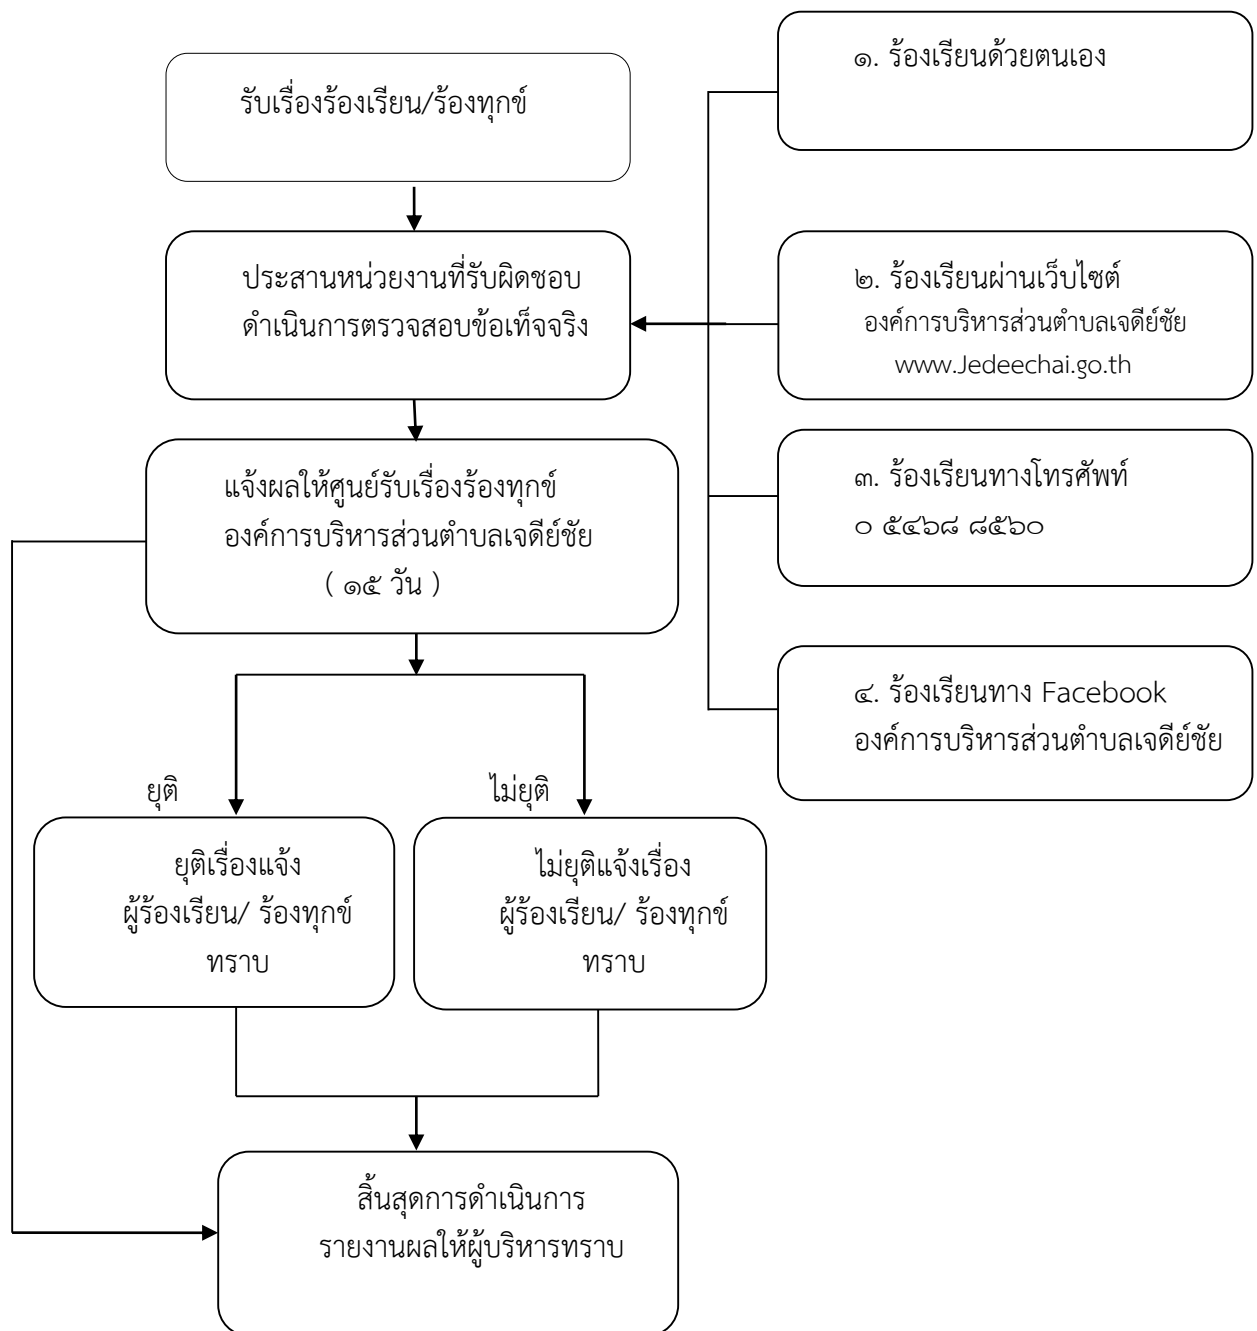 รับเรื่องร้องเรียน/ร้องทุกข์
ประสานหน่วยงานที่รับผิดชอบ
ดำเนินการตรวจสอบข้อเท็จจริง
แจ้งผลให้ศูนย์รับเรื่องร้องทุกข์
องค์การบริหารส่วนตำบลเจดีย์ชัย
( ๑๕ วัน )
ยุติ
ไม่ยุติ
ยุติเรื่องแจ้ง
ผู้ร้องเรียน/ ร้องทุกข์
ทราบ
ไม่ยุติแจ้งเรื่อง
ผู้ร้องเรียน/ ร้องทุกข์
ทราบ
สิ้นสุดการดำเนินการ
รายงานผลให้ผู้บริหารทราบ
๑. ร้องเรียนด้วยตนเอง
๒. ร้องเรียนผ่านเว็บไซต์
องค์การบริหารส่วนตำบลเจดีย์ชัย
www.Jedeechai.go.th
๓. ร้องเรียนทางโทรศัพท์
๐ ๕๔๖๘ ๘๕๖๐
๔. ร้องเรียนทาง Facebook
องค์การบริหารส่วนตำบลเจดีย์ชัย